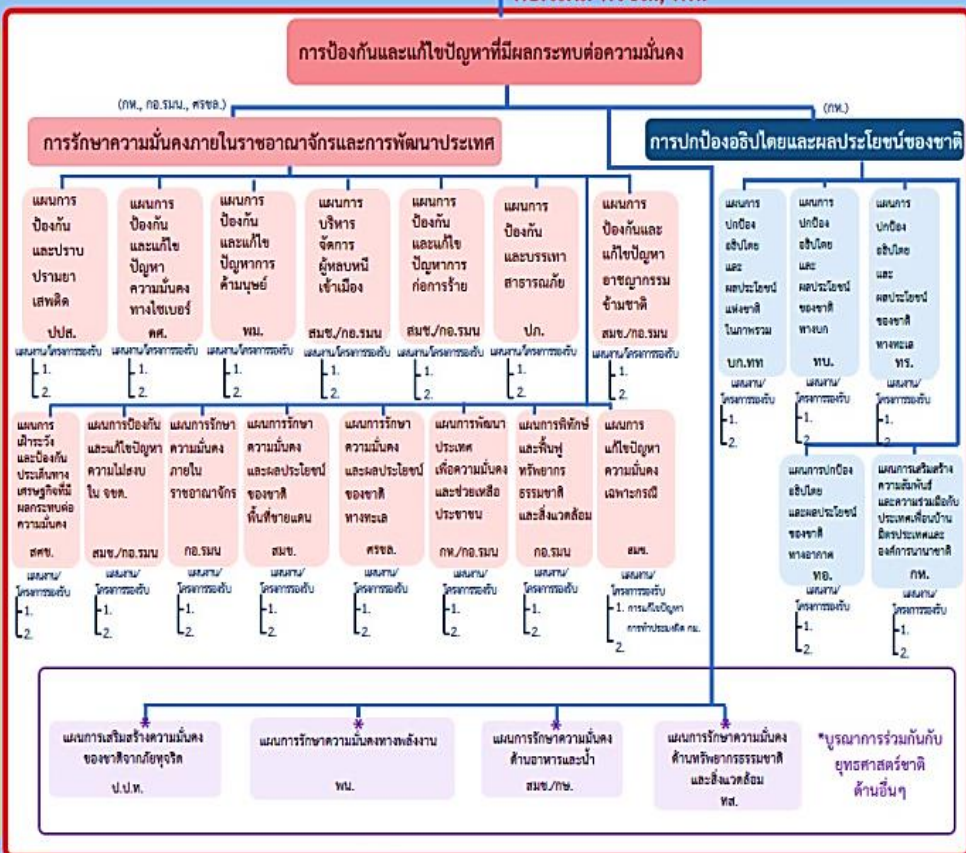 การป้องกันและแก้ไขปัญหาที่มีผลกระทบต่อความมั่นคง
(กห., กอ.รมน., ศรชล.)
(กห.)
การรักษาความมั่นคงภายในราชอาณาจักรและการพัฒนาประเทศ
การปกป้องอธิปไตยและผลประโยชน์ของชาติ
แผนการ
ป้องกัน
และปราบ
ปรามยา
เสพติด
ปปส.
แผนงาน/โครงการรองรับ
1.
2.
แผนการ
ป้องกัน
และแก้ไข
ปัญหา
ความมั่นคง
ทางไซเบอร์
ดศ.
แผนงาน/โครงการรองรับ
1.
2.
แผนการ
ป้องกัน
และแก้ไข
ปัญหาการ
ค้ามนุษย์
พม.
แผนงาน/โครงการรองรับ
1.
2.
แผนการ
บริหาร
จัดการ
ผู้หลบหนี
เข้าเมือง
สมช./กอ.รมน
แผนงาน/โครงการรองรับ
1.
2.
แผนการ
ป้องกัน
และแก้ไข
ปัญหาการ
ก่อการร้าย
สมช./กอ.รมน
แผนงาน/โครงการรองรับ
1.
2.
แผนการ
ป้องกัน
และบรรเทา
สาธารณภัย
ปภ.
แผนงาน/โครงการรองรับ
1.
2.
แผนการ
ป้องกันและ
แก้ไขปัญหา
อาชญากรรม
ข้ามชาติ
สมช./กอ.รมน
แผนงาน/โครงการรองรับ
1.
2.
แผนการ
ปกป้อง
อธิปไตย
และ
ผลประโยชน์
แห่งชาติ
ในภาพรวม
บก.ทท
แผนงาน/
โครงการรองรับ
1.
2.
แผนการ
ปกป้อง
อธิปไตย
และ
ผลประโยชน์
ของชาติ
ทางบก
ทบ.
แผนงาน/
โครงการรองรับ
1.
2.
แผนการ
ปกป้อง
อธิปไตย
และ
ผลประโยชน์
ของชาติ
ทางทะเล
ทร.
แผนงาน/
โครงการรองรับ
1.
2.
แผนการ
เฝ้าระวัง
และป้องกัน
ประเด็นทาง
เศรษฐกิจที่มี
ผลกระทบต่อ
ความมั่นคง
สศช.
แผนงาน/
โครงการรองรับ
1.
2.
แผนการป้องกัน
และแก้ไขปัญหา
ความไม่สงบ
ใน จชต.
สมช./กอ.รมน
แผนงาน/
โครงการรองรับ
1.
2.
แผนการรักษา
ความมั่นคง
ภายใน
ราชอาณาจักร
กอ.รมน
แผนงาน/
โครงการรองรับ
1.
2.
แผนการรักษา
ความมั่นคง
และผลประโยชน์
ของชาติ
พื้นที่ชายแดน
สมช.
แผนงาน/
โครงการรองรับ
1.
2.
แผนการรักษา
ความมั่นคง
และผลประโยชน์
ของชาติ
ทางทะเล
ศรชล.
แผนงาน/
โครงการรองรับ
1.
2.
แผนการพัฒนา
ประเทศ
เพื่อความมั่นคง
และช่วยเหลือ
ประชาชน
กห/กอ.รมน
แผนงาน/
โครงการรองรับ
1.
2.
แผนการพิทักษ์
และฟื้นฟู
ทรัพยากร
ธรรมชาติ
และสิ่งแวดล้อม
กอ.รมน
แผนงาน/
โครงการรองรับ
1.
2.
แผนการ
แก้ไขปัญหา
ความมั่นคง
เฉพาะกรณี
สมช.
แผนงาน/
โครงการรองรับ
1. การแก้ไขปัญหา
การทำประมงผิด กม.
2.
แผนการปกป้อง
อธิปไตย
และผลประโยชน์
ของชาติ
ทางอากาศ
ทอ.
แผนงาน/
โครงการรองรับ
1.
2.
แผนการเสริมสร้าง
ความสัมพันธ์
และความร่วมมือกับ
ประเทศเพื่อนบ้าน
มิตรประเทศและ
องค์การนานาชาติ
กห.
แผนงาน/
โครงการรองรับ
1.
2.
*
แผนการเสริมสร้างความมั่นคง
ของชาติจากภัยทุจริต
ป.ป.ท.
*
แผนการรักษาความมั่นคงทางพลังงาน
พน.
*
แผนการรักษาความมั่นคง
ด้านอาหารและน้ำ
สมช./กษ.
*
แผนการรักษาความมั่นคง
ด้านทรัพยากรธรรมชาติ
และสิ่งแวดล้อม
ทส.
*บูรณาการร่วมกันกับ
ยุทธศาสตร์ชาติ
ด้านอื่นๆ